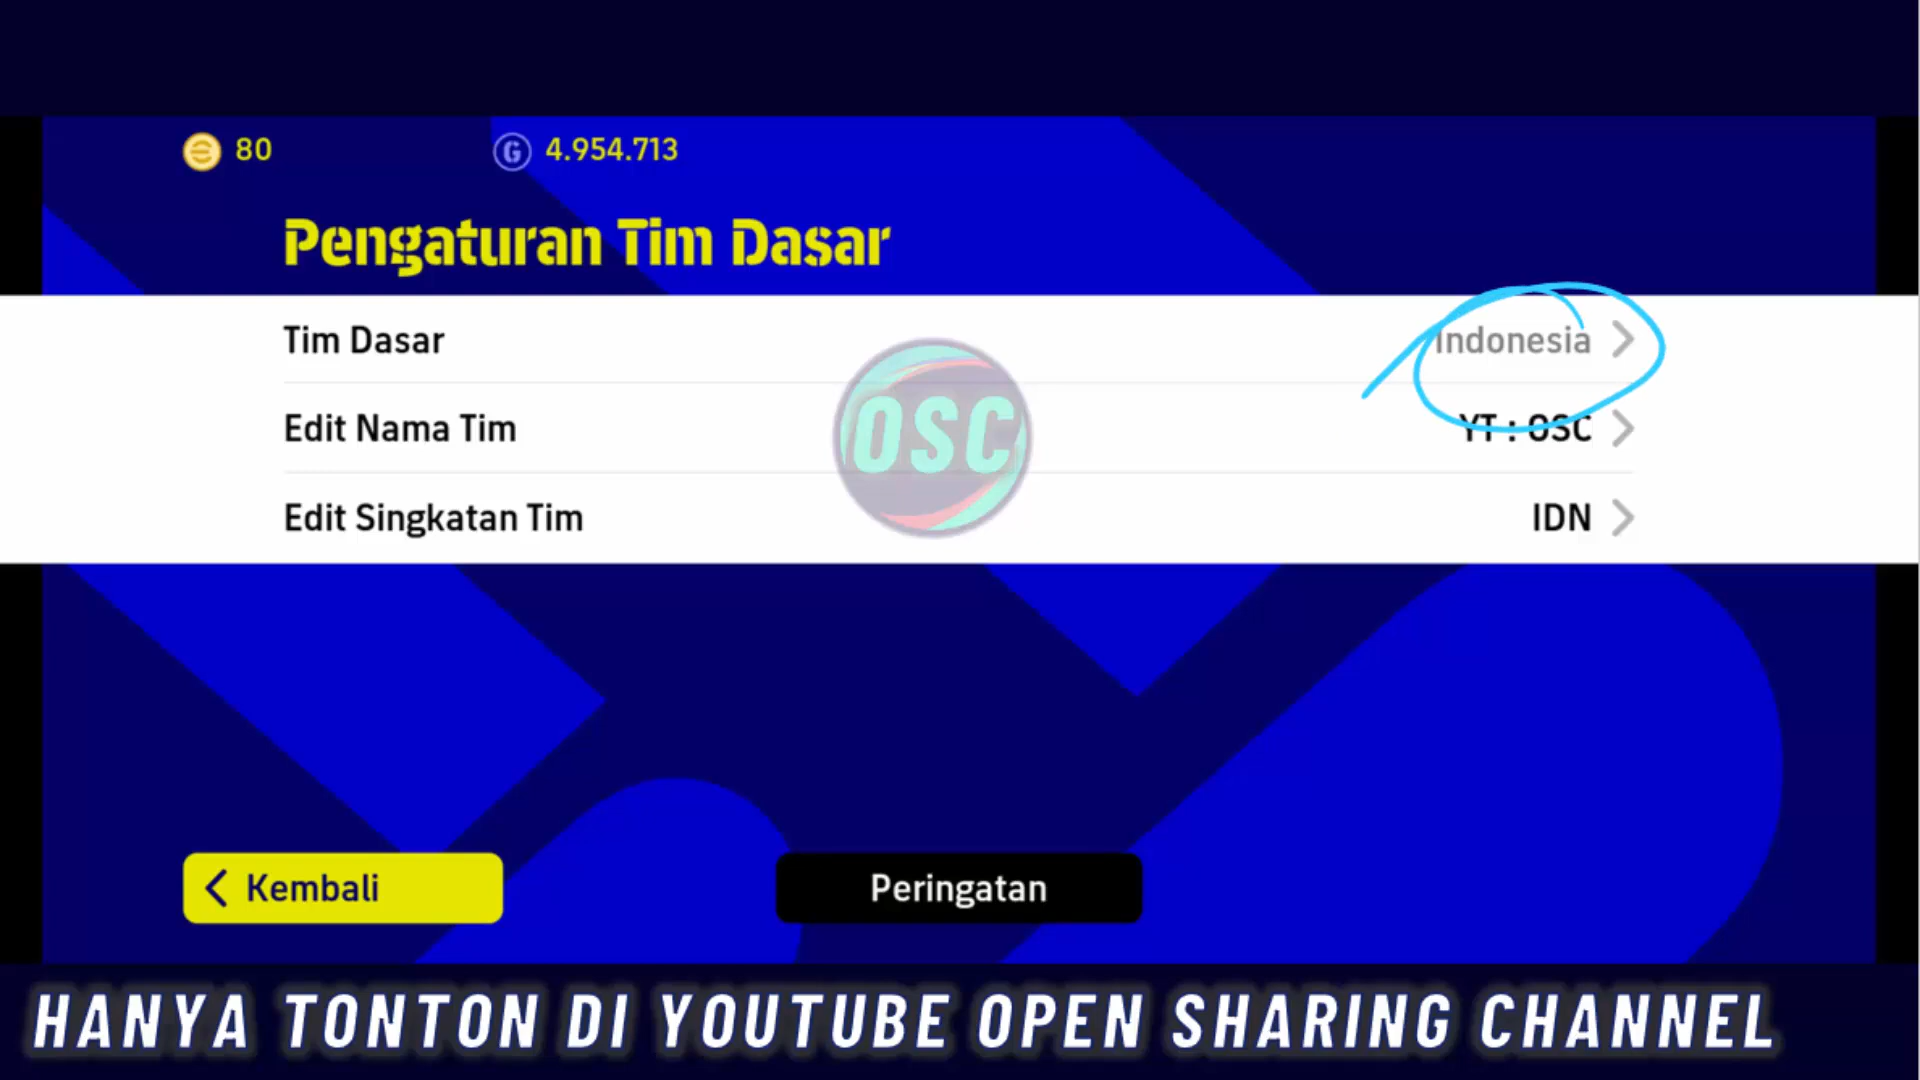 80 4.954.713
Pengaturan Tim Dasar
Tim Dasar Indonesia
Edit Nama Tim YT : OSC
OSC
Edit Singkatan Tim IDN
Kembali Peringatan
HANYA TONTON DI YOUTUBE OPEN SHARING CHANNEL